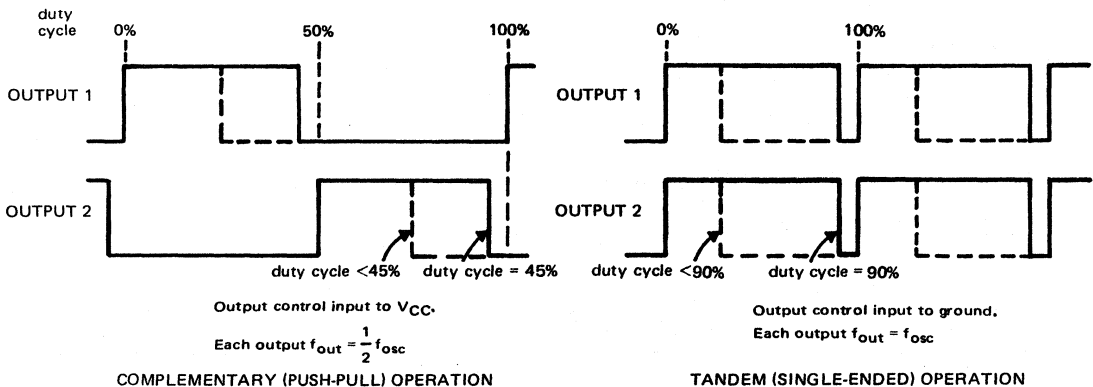 duty
cycle
0% 50% 100%
0% 100%
OUTPUT 1
OUTPUT 1
OUTPUT 2
OUTPUT 2
duty cycle <45% duty cycle = 45%
duty cycle <90% duty cycle = 90%
Output control input to VCC.
Each output fout = 1/2 fosc
COMPLEMENTARY (PUSH-PULL) OPERATION
Output control input to ground.
Each output fout = fosc
TANDEM (SINGLE-ENDED) OPERATION